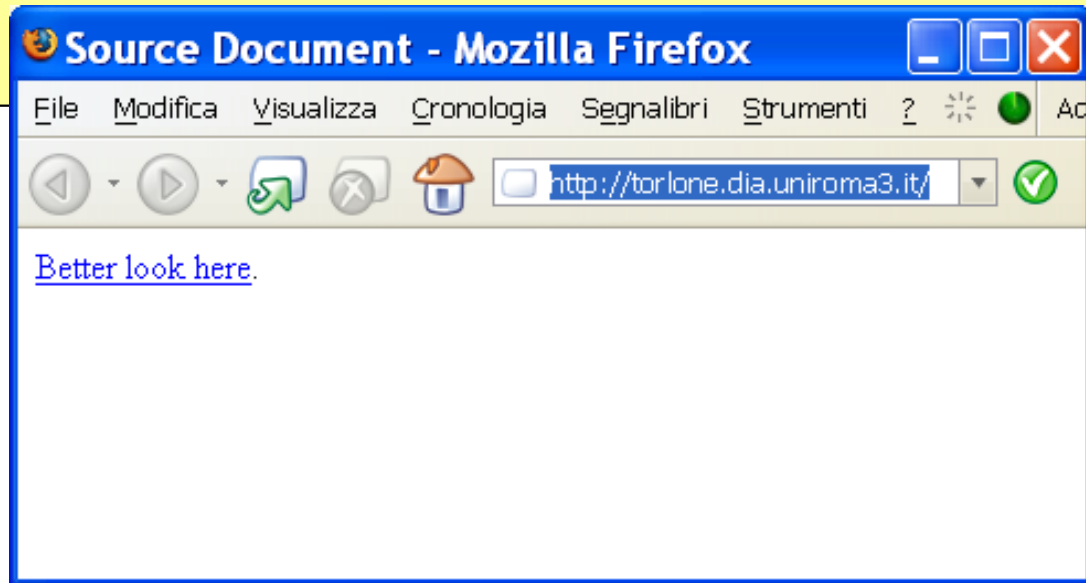 Source Document - Mozilla Firefox
File Modifica Visualizza Cronologia Segnalibri Strumenti ?
http://torlone.dia.uniroma3.it/
Better look here.